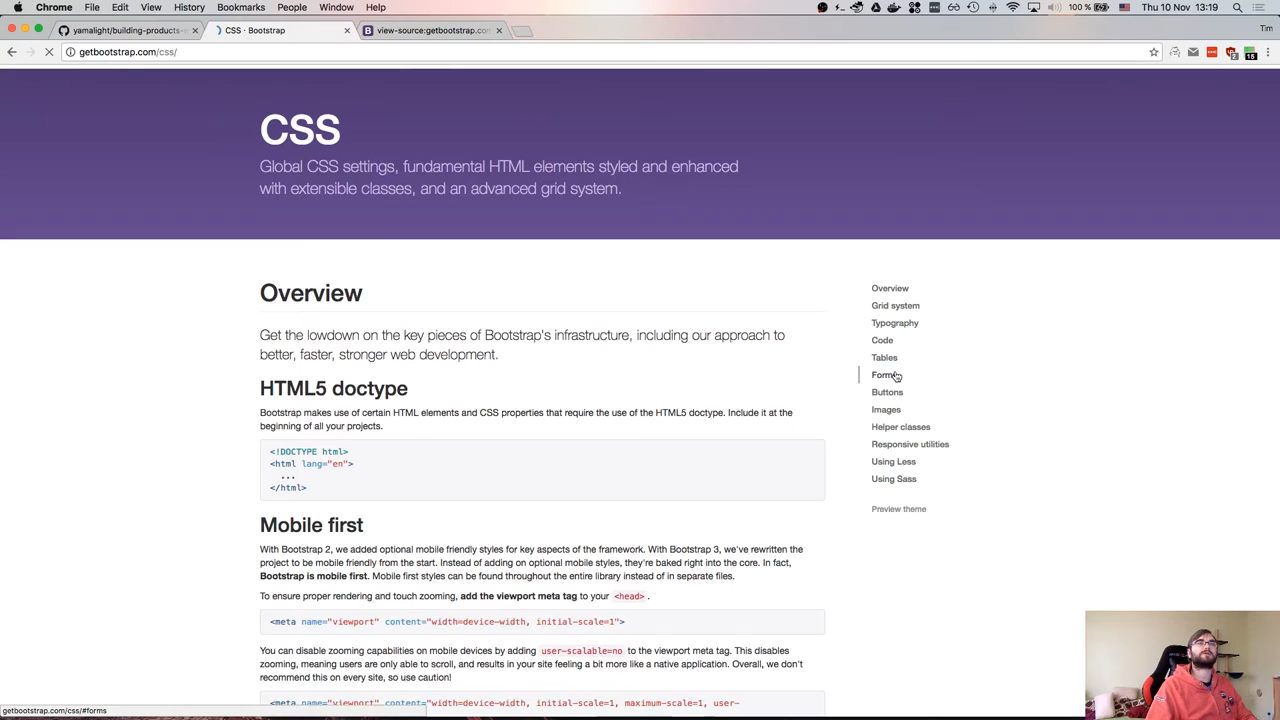 Chrome File Edit View History Bookmarks People Window Help 100 % Thu 10 Nov 13:19
yamalight/building-products- CSS · Bootstrap view-source:getbootstrap.com Tim
getbootstrap.com/css/
CSS
Global CSS settings, fundamental HTML elements styled and enhanced
with extensible classes, and an advanced grid system.
Overview
Get the lowdown on the key pieces of Bootstrap's infrastructure, including our approach to
better, faster, stronger web development.
HTML5 doctype
Bootstrap makes use of certain HTML elements and CSS properties that require the use of the HTML5 doctype. Include it at the
beginning of all your projects.
<!DOCTYPE html>
<html lang="en">
...
</html>
Mobile first
With Bootstrap 2, we added optional mobile friendly styles for key aspects of the framework. With Bootstrap 3, we've rewritten the
project to be mobile friendly from the start. Instead of adding on optional mobile styles, they're baked right into the core. In fact,
Bootstrap is mobile first. Mobile first styles can be found throughout the entire library instead of in separate files.
To ensure proper rendering and touch zooming, add the viewport meta tag to your <head> .
<meta name="viewport" content="width=device-width, initial-scale=1">
You can disable zooming capabilities on mobile devices by adding user-scalable=no to the viewport meta tag. This disables
zooming, meaning users are only able to scroll, and results in your site feeling a bit more like a native application. Overall, we don't
recommend this on every site, so use caution!
<meta name="viewport" content="width=device-width, initial-scale=1, maximum-scale=1, user-
Overview
Grid system
Typography
Code
Tables
Forms
Buttons
Images
Helper classes
Responsive utilities
Using Less
Using Sass
Preview theme
getbootstrap.com/css/#forms